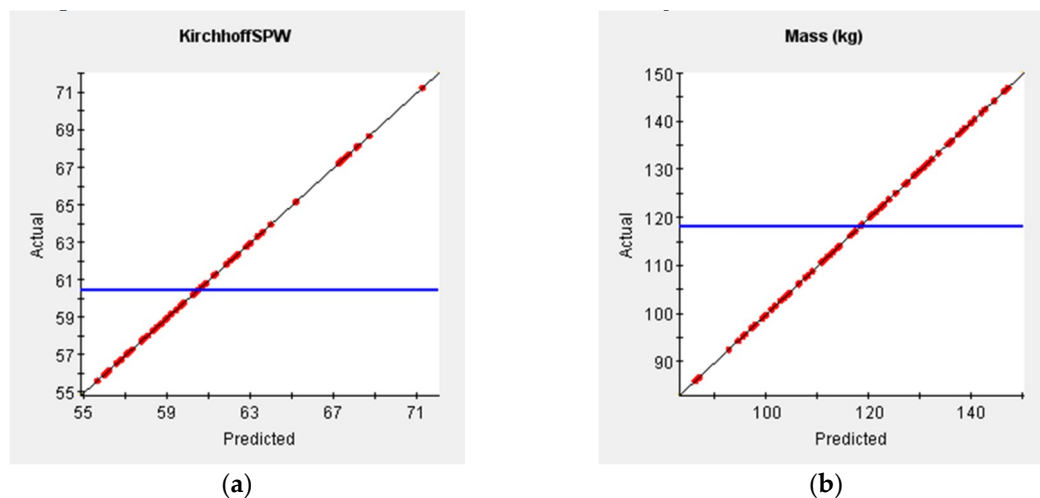 KirchhoffSPW
Actual
71
69
67
65
63
61
59
57
55
55 59 63 67 71
Predicted
(a)
Mass (kg)
Actual
150
140
130
120
110
100
90
100 120 140
Predicted
(b)